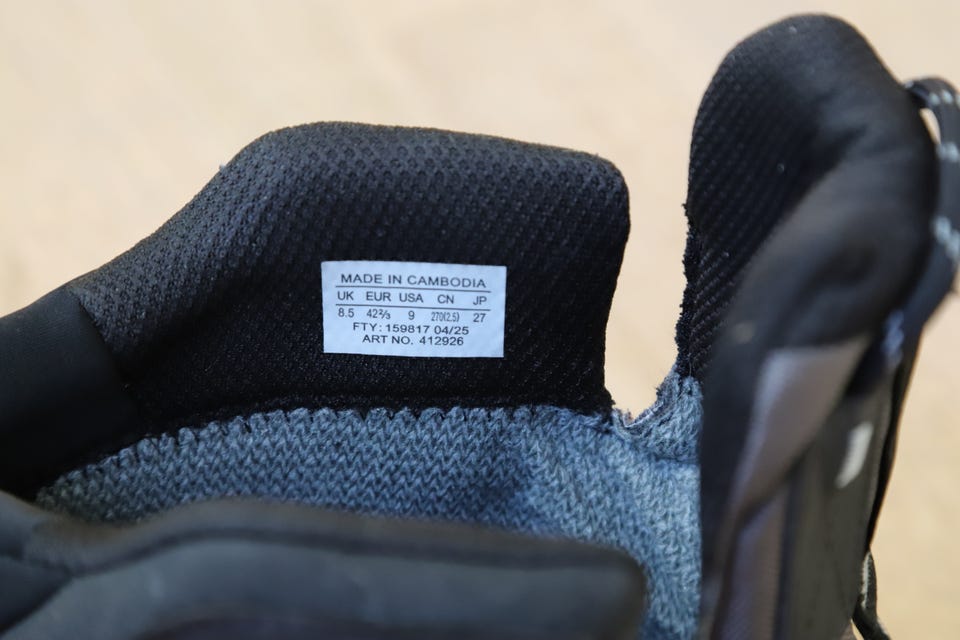 MADE IN CAMBODIA
UK EUR USA CN JP
8.5 42⅔ 9 270(2.5) 27
FTY: 159817 04/25
ART NO. 412926